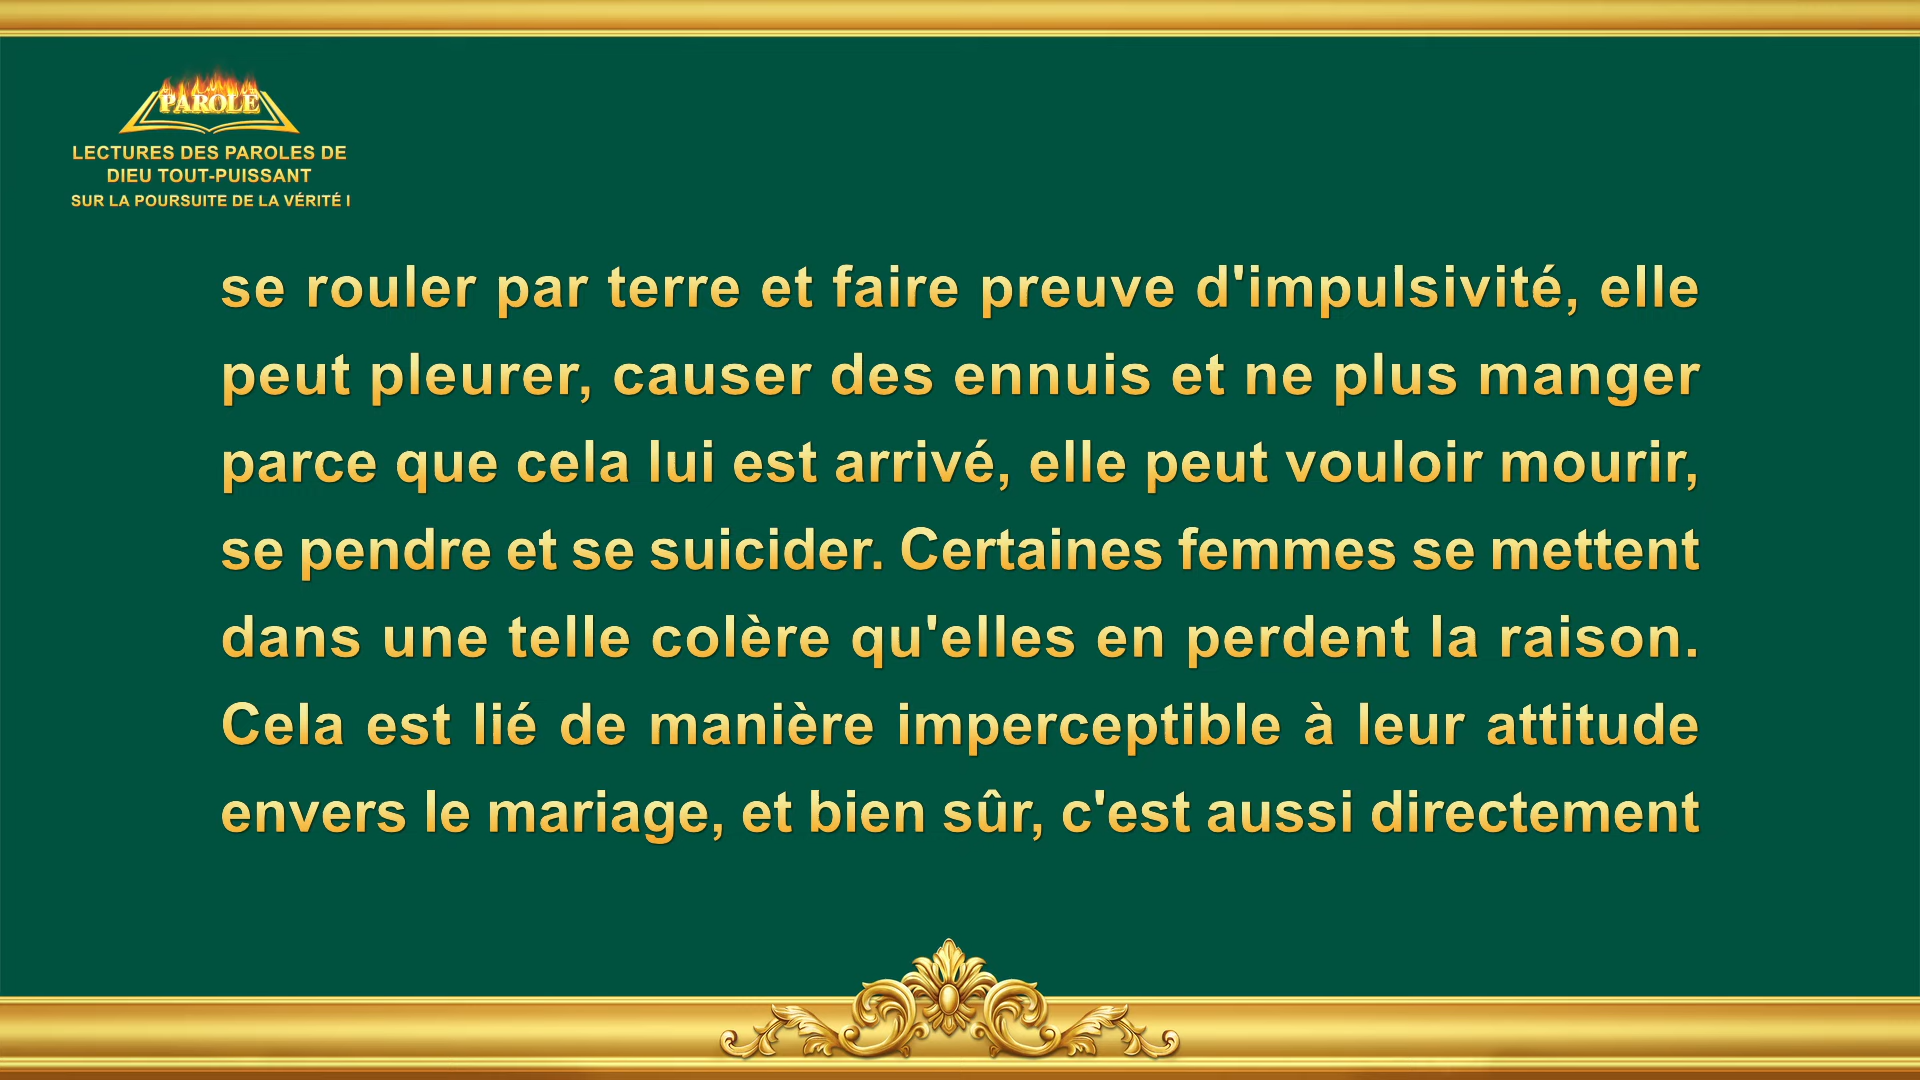 PAROLE
LECTURES DES PAROLES DE
DIEU TOUT-PUISSANT
SUR LA POURSUITE DE LA VÉRITÉ I
se rouler par terre et faire preuve d'impulsivité, elle
peut pleurer, causer des ennuis et ne plus manger
parce que cela lui est arrivé, elle peut vouloir mourir,
se pendre et se suicider. Certaines femmes se mettent
dans une telle colère qu'elles en perdent la raison.
Cela est lié de manière imperceptible à leur attitude
envers le mariage, et bien sûr, c'est aussi directement